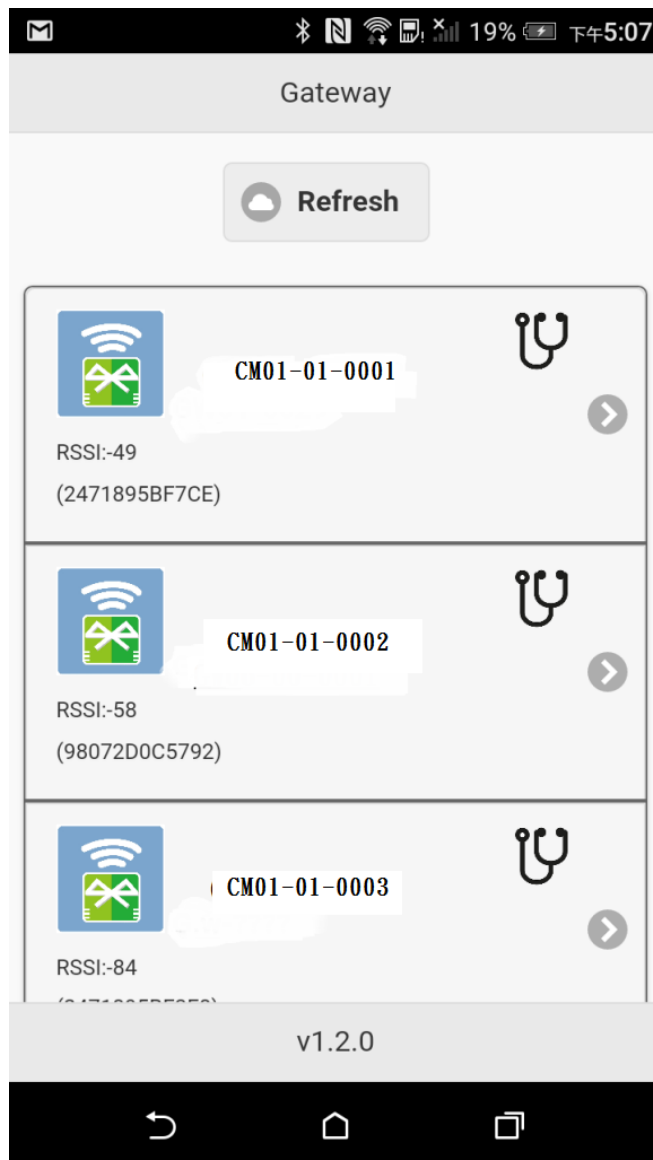 19% 下午5:07
Gateway
Refresh
CM01-01-0001
RSSI:-49
(2471895BF7CE)
CM01-01-0002
RSSI:-58
(98072D0C5792)
CM01-01-0003
RSSI:-84
v1.2.0